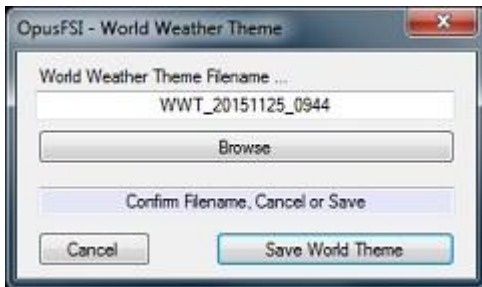 OpusFSI - World Weather Theme
World Weather Theme Filename ...
WWT_20151125_0944
Browse
Confirm Filename, Cancel or Save
Cancel Save World Theme